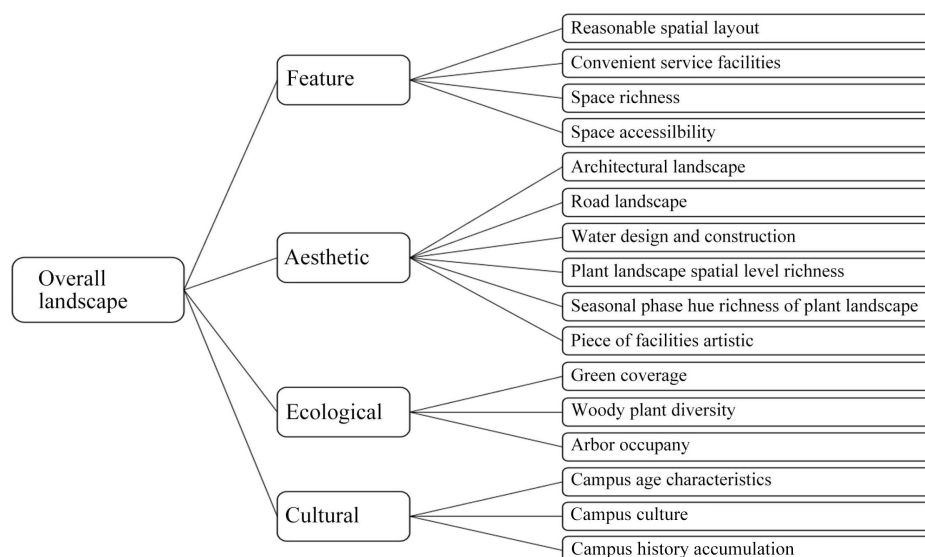 Overall
landscape
Feature
Reasonable spatial layout
Convenient service facilities
Space richness
Space accessilbility
Aesthetic
Architectural landscape
Road landscape
Water design and construction
Plant landscape spatial level richness
Seasonal phase hue richness of plant landscape
Piece of facilities artistic
Ecological
Green coverage
Woody plant diversity
Arbor occupany
Cultural
Campus age characteristics
Campus culture
Campus history accumulation